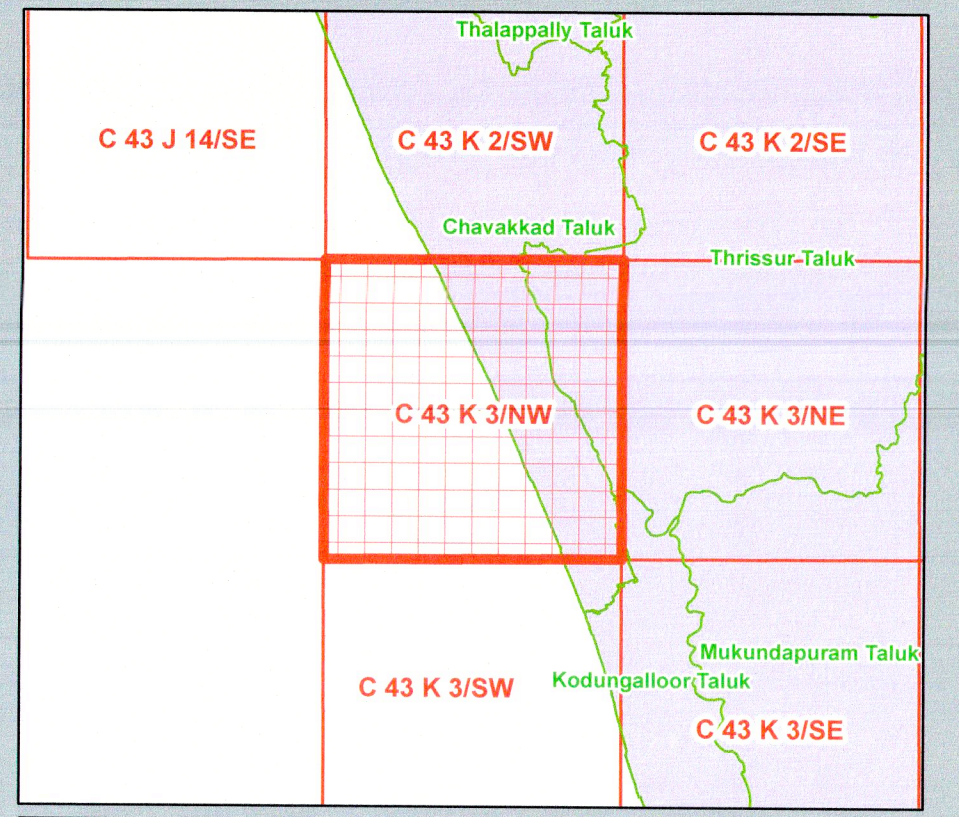 Thalappally Taluk
C 43 J 14/SE
C 43 K 2/SW
C 43 K 2/SE
Chavakkad Taluk
Thrissur Taluk
C 43 K 3/NW
C 43 K 3/NE
Mukundapuram Taluk
Kodungalloor Taluk
C 43 K 3/SW
C 43 K 3/SE